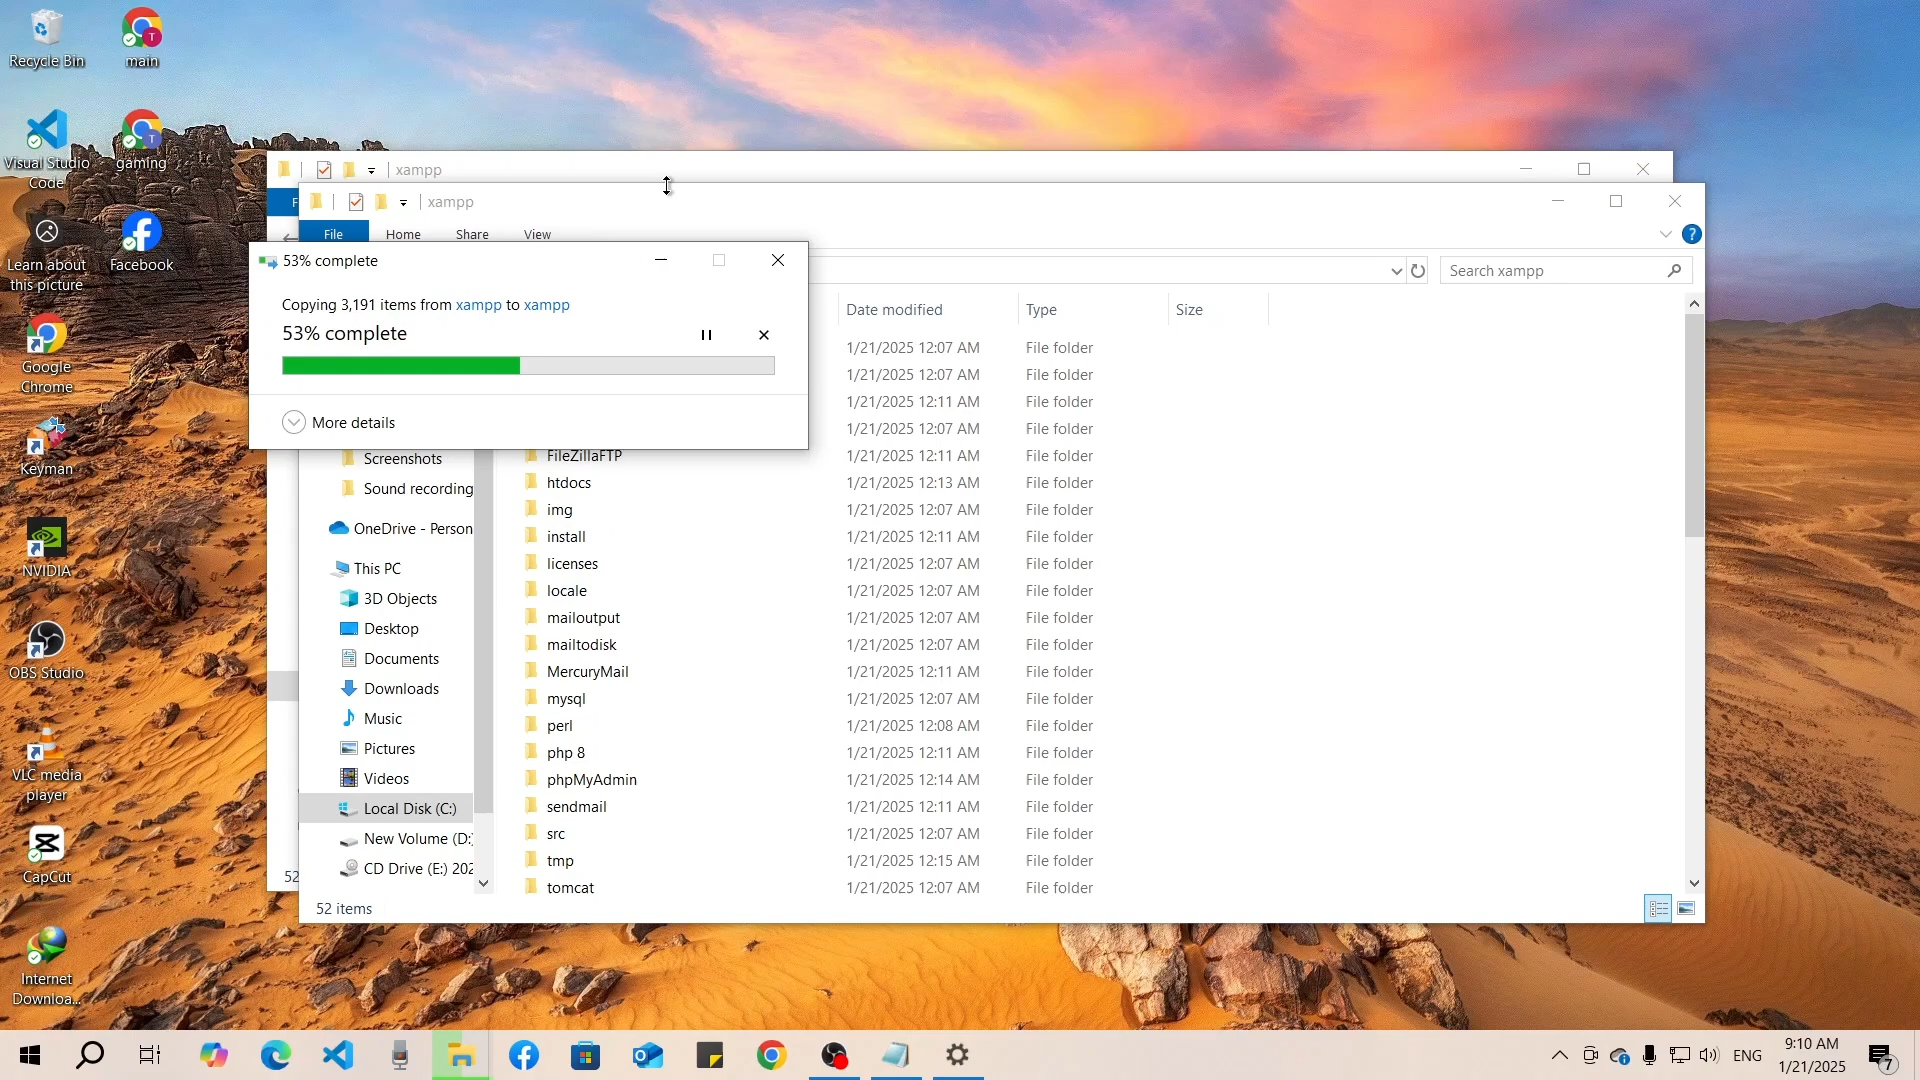 Recycle Bin
main
Visual Studio Code
gaming
Learn about this picture
Facebook
Google Chrome
Keyman
NVIDIA
OBS Studio
VLC media player
CapCut
Internet Downloa...
xampp
xampp
File
Home
Share
View
?
Search xampp
53% complete
Copying 3,191 items from xampp to xampp
53% complete
More details
Date modified
Type
Size
1/21/2025 12:07 AM File folder
1/21/2025 12:07 AM File folder
1/21/2025 12:11 AM File folder
1/21/2025 12:07 AM File folder
FileZillaFTP 1/21/2025 12:11 AM File folder
htdocs 1/21/2025 12:13 AM File folder
img 1/21/2025 12:07 AM File folder
install 1/21/2025 12:11 AM File folder
licenses 1/21/2025 12:07 AM File folder
locale 1/21/2025 12:07 AM File folder
mailoutput 1/21/2025 12:07 AM File folder
mailtodisk 1/21/2025 12:07 AM File folder
MercuryMail 1/21/2025 12:11 AM File folder
mysql 1/21/2025 12:07 AM File folder
perl 1/21/2025 12:08 AM File folder
php 8 1/21/2025 12:11 AM File folder
phpMyAdmin 1/21/2025 12:14 AM File folder
sendmail 1/21/2025 12:11 AM File folder
src 1/21/2025 12:07 AM File folder
tmp 1/21/2025 12:15 AM File folder
tomcat 1/21/2025 12:07 AM File folder
Screenshots
Sound recording
OneDrive - Person
This PC
3D Objects
Desktop
Documents
Downloads
Music
Pictures
Videos
Local Disk (C:)
New Volume (D:
CD Drive (E:) 202
52
52 items
ENG
9:10 AM
1/21/2025
7